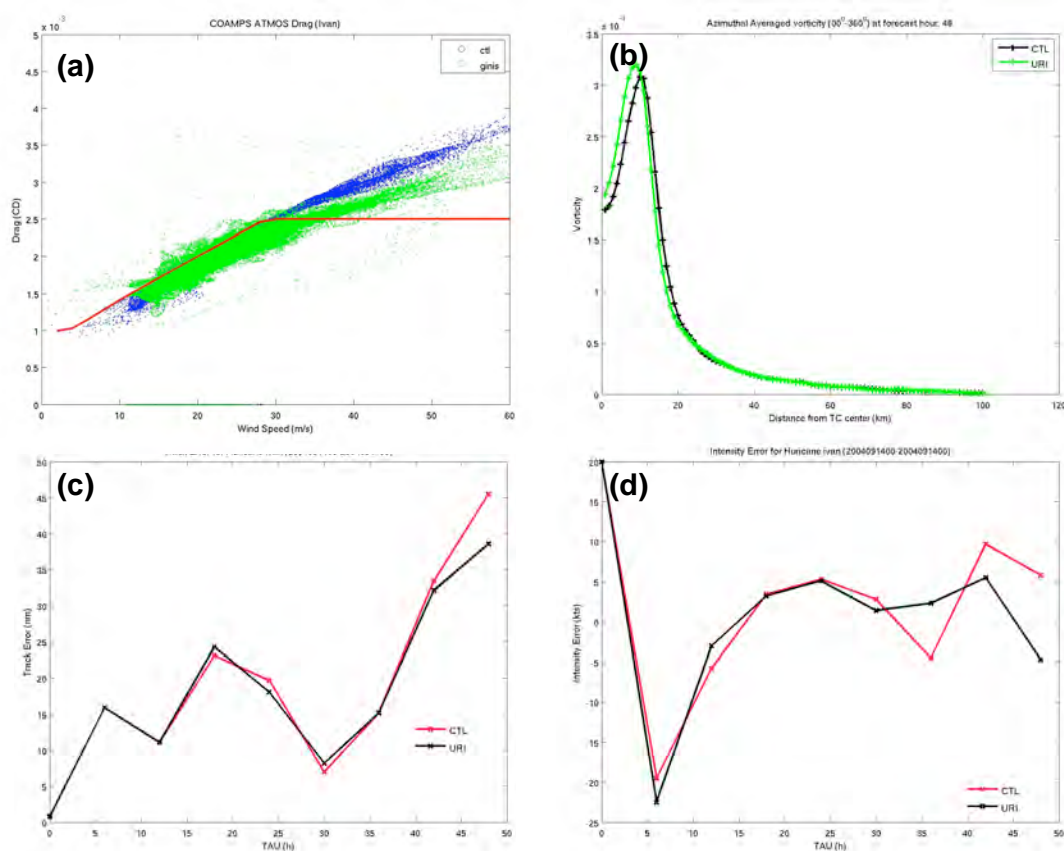 COAMPS ATMOS Drag (Ivan)
(a)
ctl
ginis
Drag (CD)
Wind Speed (m/s)
x 10^-3
5
4.5
4
3.5
3
2.5
2
1.5
1
0.5
0
0 10 20 30 40 50 60
Azimuthal Averaged vorticity (00°-360°) at forecast hour: 48
(b)
CTL
URI
Vorticity
Distance from TC center (km)
3.5
3
2.5
2
1.5
1
0.5
0
0 20 40 60 80 100 120
(c)
CTL
URI
Track Error (nm)
TAU (h)
50
45
40
35
30
25
20
15
10
5
0
0 5 10 15 20 25 30 35 40 45 50
Intensity Error for Huricane ivan (2004091400-2004091400)
(d)
CTL
URI
Intensity Error (kts)
TAU (h)
20
15
10
5
0
-5
-10
-15
-20
-25
0 5 10 15 20 25 30 35 40 45 50